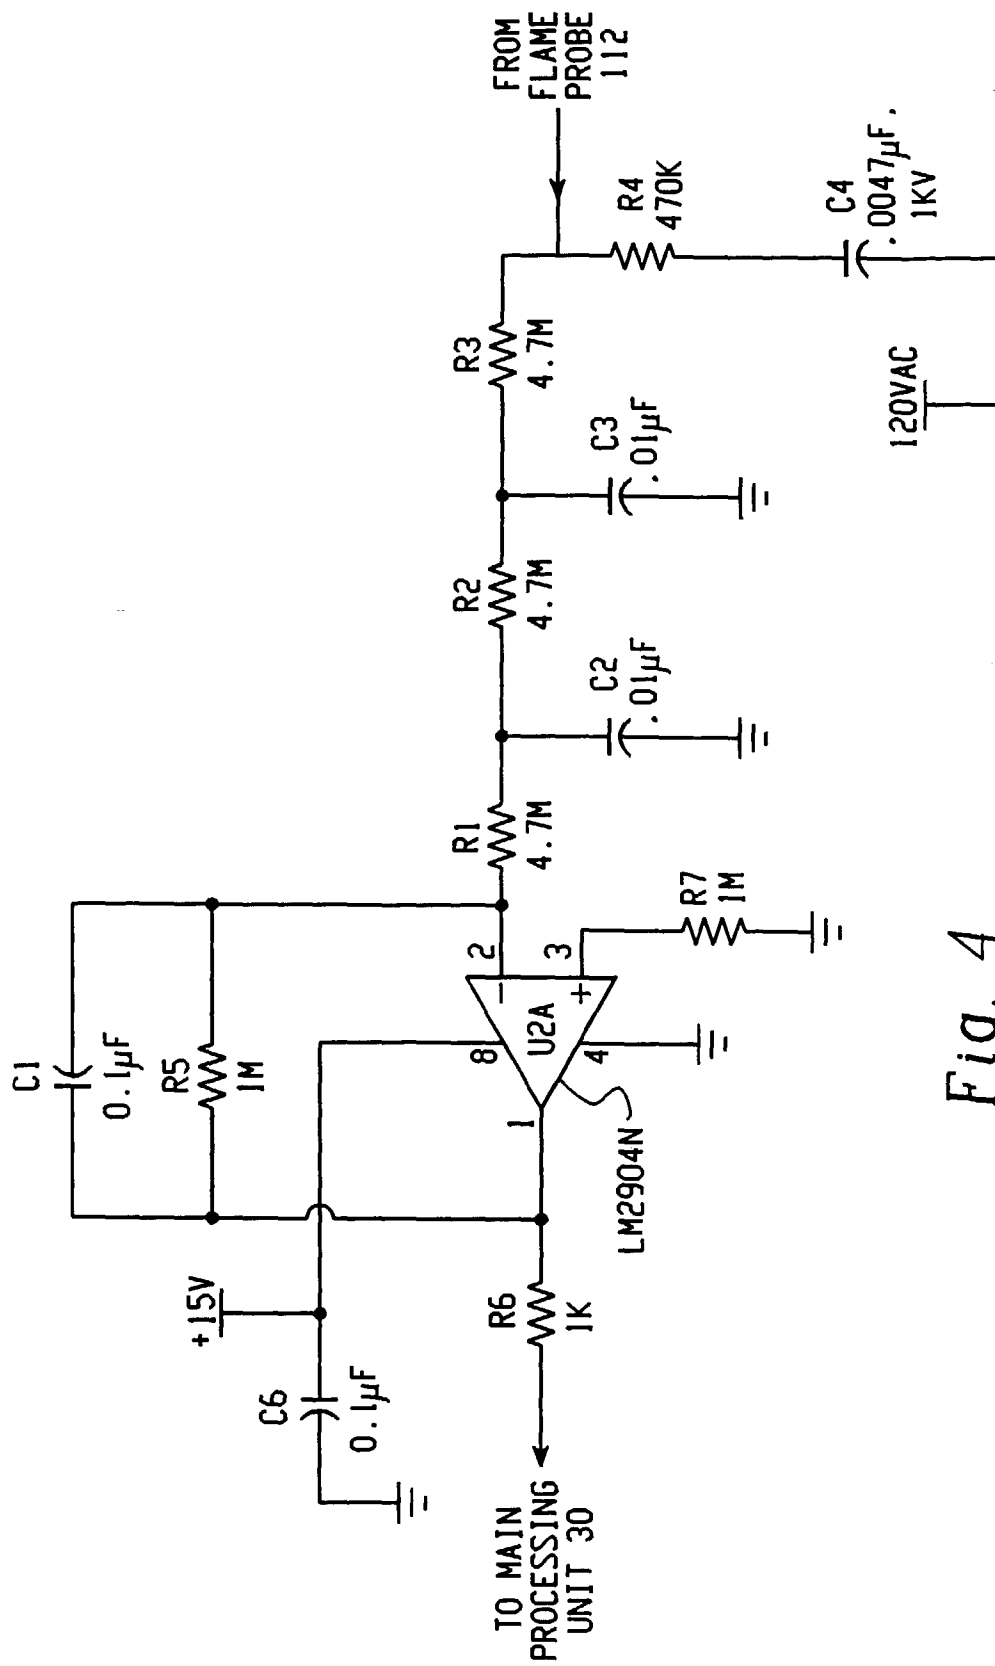 FROM
FLAME
PROBE
112
R4
470K
C4
.0047µF,
1KV
R3
4.7M
C3
.01µF
120VAC
R2
4.7M
C2
.01µF
R1
4.7M
R7
1M
2
3
−
+
U2A
8
4
1
LM2904N
C1
0.1µF
R5
1M
+15V
R6
1K
C6
0.1µF
TO MAIN
PROCESSING
UNIT 30
Fig. 4